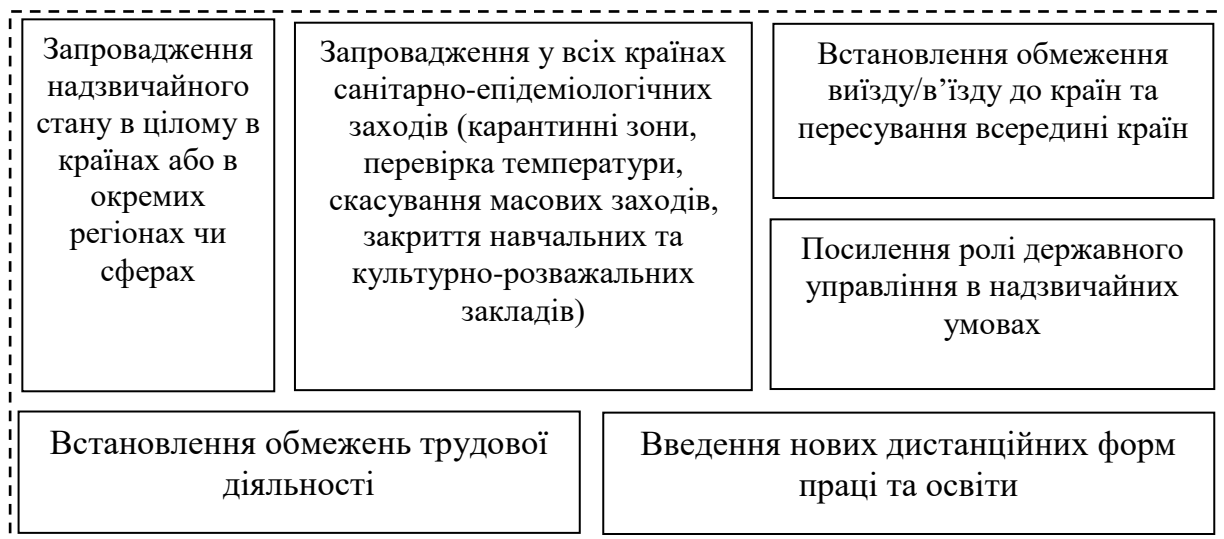 Запровадження
надзвичайного
стану в цілому в
країнах або в
окремих
регіонах чи
сферах
Запровадження у всіх країнах
санітарно-епідеміологічних
заходів (карантинні зони,
перевірка температури,
скасування масових заходів,
закриття навчальних та
культурно-розважальних
закладів)
Встановлення обмеження
виїзду/в’їзду до країн та
пересування всередині країн
Посилення ролі державного
управління в надзвичайних
умовах
Встановлення обмежень трудової
діяльності
Введення нових дистанційних форм
праці та освіти